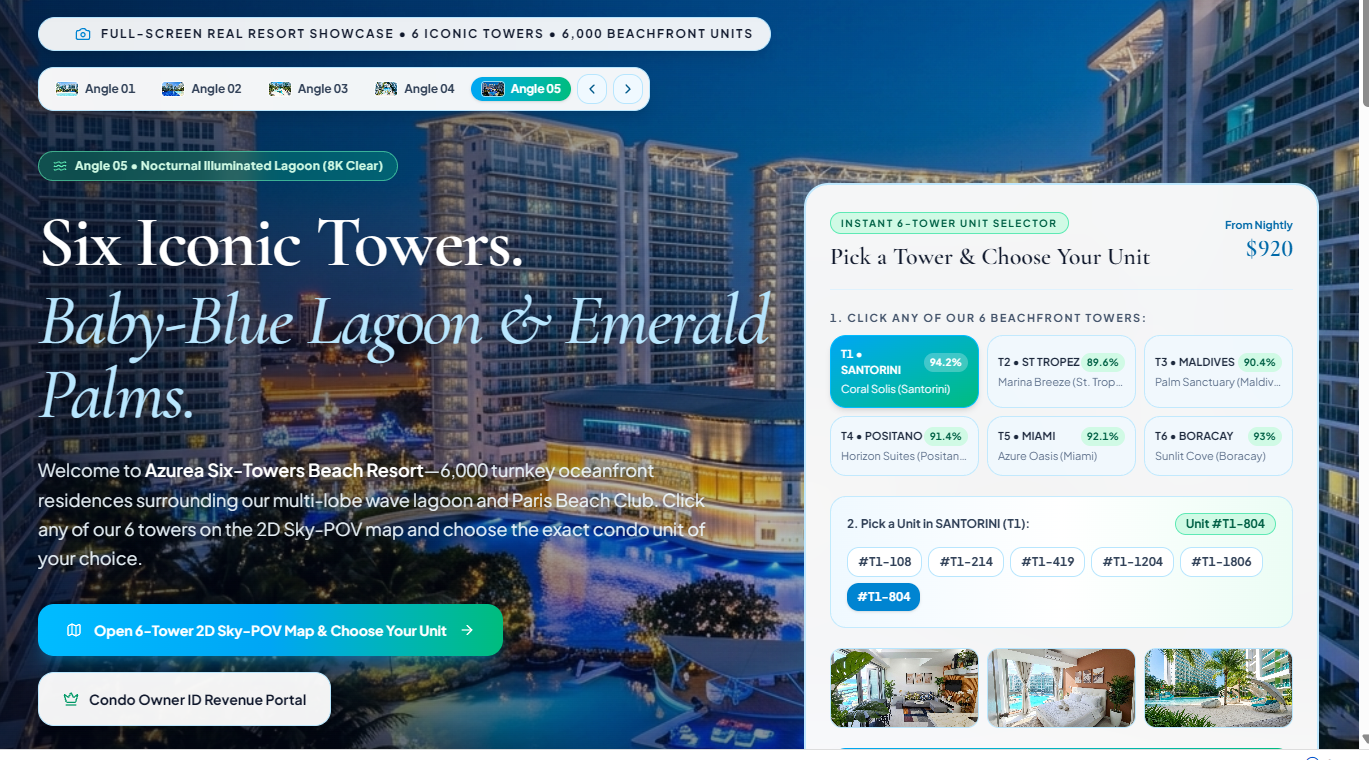 FULL-SCREEN REAL RESORT SHOWCASE • 6 ICONIC TOWERS • 6,000 BEACHFRONT UNITS
Angle 01
Angle 02
Angle 03
Angle 04
Angle 05
Angle 05 • Nocturnal Illuminated Lagoon (8K Clear)
Six Iconic Towers.
Baby-Blue Lagoon & Emerald
Palms.
Welcome to Azurea Six-Towers Beach Resort—6,000 turnkey oceanfront
residences surrounding our multi-lobe wave lagoon and Paris Beach Club. Click
any of our 6 towers on the 2D Sky-POV map and choose the exact condo unit of
your choice.
Open 6-Tower 2D Sky-POV Map & Choose Your Unit
Condo Owner ID Revenue Portal
INSTANT 6-TOWER UNIT SELECTOR
Pick a Tower & Choose Your Unit
From Nightly
$920
1. CLICK ANY OF OUR 6 BEACHFRONT TOWERS:
T1 •
SANTORINI
94.2%
Coral Solis (Santorini)
T2 • ST TROPEZ 89.6%
Marina Breeze (St. Trop...
T3 • MALDIVES 90.4%
Palm Sanctuary (Maldiv...
T4 • POSITANO 91.4%
Horizon Suites (Positan...
T5 • MIAMI 92.1%
Azure Oasis (Miami)
T6 • BORACAY 93%
Sunlit Cove (Boracay)
2. Pick a Unit in SANTORINI (T1):
Unit #T1-804
#T1-108
#T1-214
#T1-419
#T1-1204
#T1-1806
#T1-804